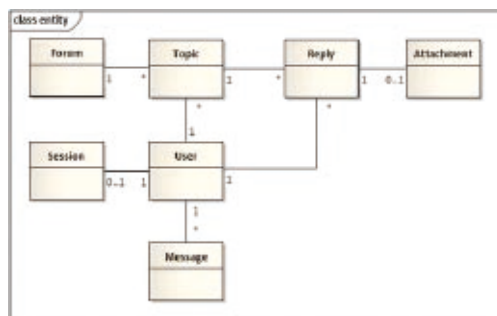 class entity
Forum
Topic
Reply
Attachment
1
*
1
*
1
0..1
*
1
*
Session
User
0..1
1
1
1
*
Message